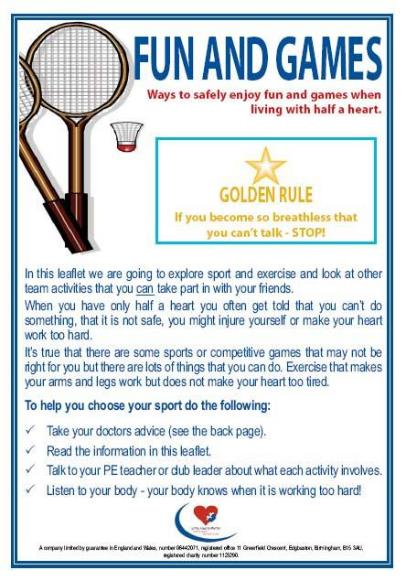 FUN AND GAMES
Ways to safely enjoy fun and games when
living with half a heart.
GOLDEN RULE
If you become so breathless that
you can't talk - STOP!
In this leaflet we are going to explore sport and exercise and look at other
team activities that you can take part in with your friends.
When you have only half a heart you often get told that you can't do
something, that it is not safe, you might injure yourself or make your heart
work too hard.
It's true that there are some sports or competitive games that may not be
right for you but there are lots of things that you can do. Exercise that makes
your arms and legs work but does not make your heart too tired.
To help you choose your sport do the following:
✓ Take your doctors advice (see the back page).
✓ Read the information in this leaflet.
✓ Talk to your PE teacher or club leader about what each activity involves.
✓ Listen to your body - your body knows when it is working too hard!
A company limited by guarantee in England and Wales, number 06442071, registered office 11 Greenfield Crescent, Edgbaston, Birmingham, B15 3AU,
registered charity number 1125290.